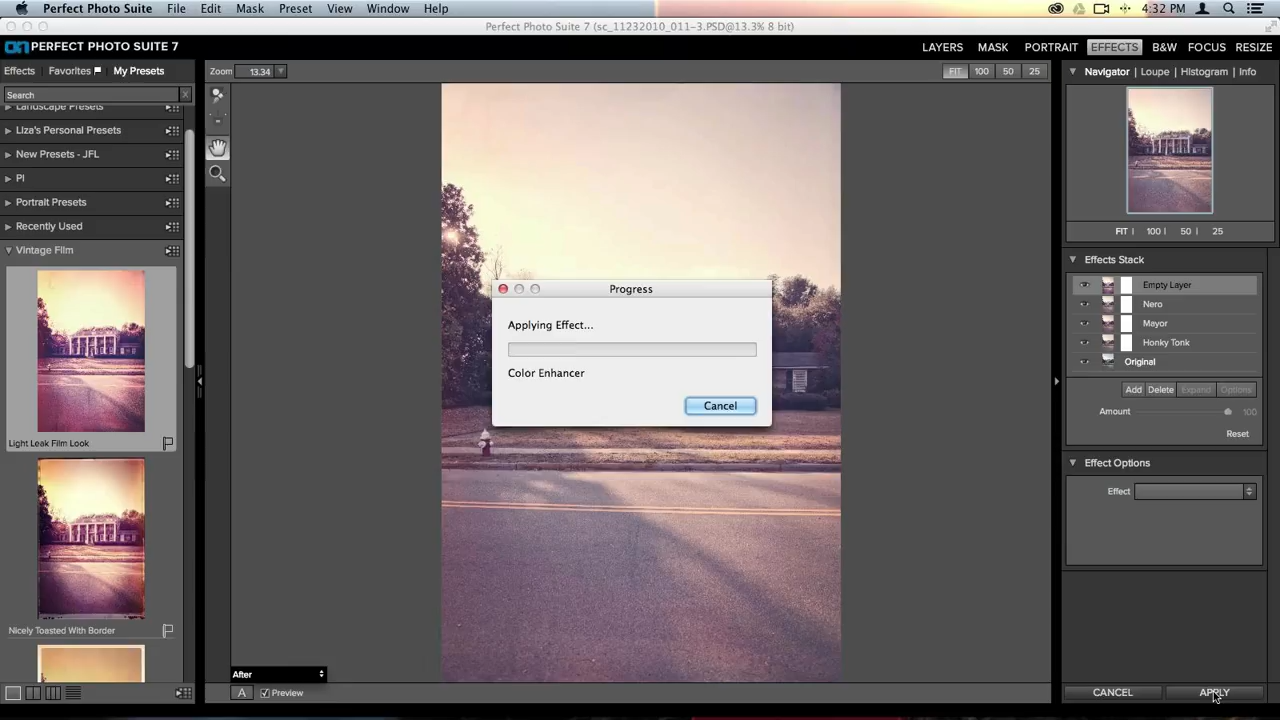 Perfect Photo Suite File Edit Mask Preset View Window Help 4:32 PM
Perfect Photo Suite 7 (sc_11232010_011-3.PSD@13.3% 8 bit)
on PERFECT PHOTO SUITE 7
LAYERS MASK PORTRAIT EFFECTS B&W FOCUS RESIZE
Effects Favorites My Presets
Search
Landscape Presets
Liza's Personal Presets
New Presets - JFL
PI
Portrait Presets
Recently Used
Vintage Film
Light Leak Film Look
Nicely Toasted With Border
Zoom 13.34
FIT 100 50 25
Progress
Applying Effect...
Color Enhancer
Cancel
After
A Preview
Navigator Loupe Histogram Info
FIT 100 50 25
Effects Stack
Empty Layer
Nero
Mayor
Honky Tonk
Original
Add Delete Expand Options
Amount 100
Reset
Effect Options
Effect
CANCEL APPLY